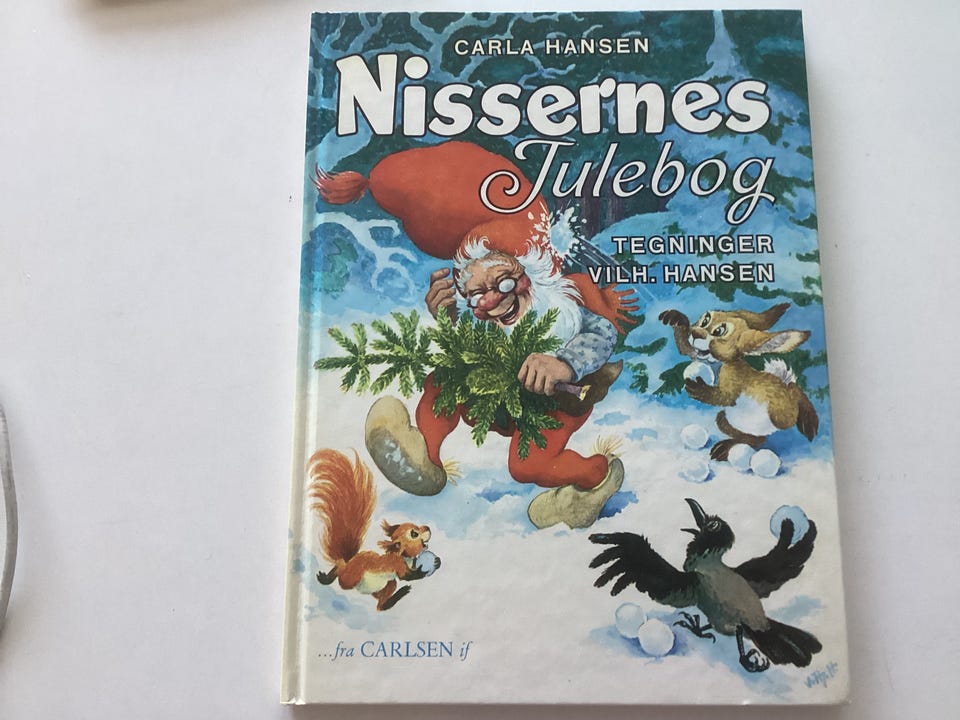 CARLA HANSEN
Nissernes
Julebog
TEGNINGER
VILH. HANSEN
...fra CARLSEN if